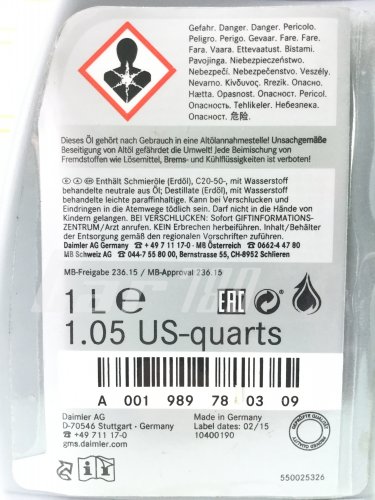 Gefahr. Danger. Danger. Pericolo.
Peligro. Perigo. Gevaar. Fare. Fare.
Fara. Vaara. Ettevaatust. Bīstami.
Pavojinga. Niebezpieczeństwo.
Nebezpečí. Nebezpečenstvo. Veszély.
Nevarno. Κίνδυνος. Rrezik. Опасно.
Hætta. Opasnost. Опасност. Pericol.
Опасность. Tehlikeler. Небезпека.
Onasno. 危險.
Dieses Öl gehört nach Gebrauch in eine Altölannahmestelle! Unsachgemäße
Beseitigung von Altöl gefährdet die Umwelt! Jede Beimischung von
Fremdstoffen wie Lösemittel, Brems- und Kühlflüssigkeiten ist verboten!
D A CH Enthält Schmieröle (Erdöl), C20-50-, mit Wasserstoff
behandelte neutrale aus Öl; Destillate (Erdöl), mit Wasserstoff
behandelte leichte paraffinhaltige. Kann bei Verschlucken und
Eindringen in die Atemwege tödlich sein. Darf nicht in die Hände von
Kindern gelangen. BEI VERSCHLUCKEN: Sofort GIFTINFORMATIONS-
ZENTRUM/Arzt anrufen. KEIN Erbrechen herbeiführen. Inhalt/Behälter
der Entsorgung gemäß den regionalen Vorschriften zuführen.
Daimler AG Germany ☎ +49 7 11 17-0 · MB Österreich ☎ 0662-4 47 80
MB Schweiz ☎ 044-7 55 80 00, Bernstrasse 55, CH-8952 Schlieren
MB-Freigabe 236.15 / MB-Approval 236.15
1 L ℮ EAC
1.05 US-quarts
A 001 989 78 03 09
Daimler AG
D-70546 Stuttgart · Germany
☎ +49 711 17-0
gms.daimler.com
Made in Germany
Label dates: 02/15
10400190
GEPRÜFTE QUALITÄT
550025326